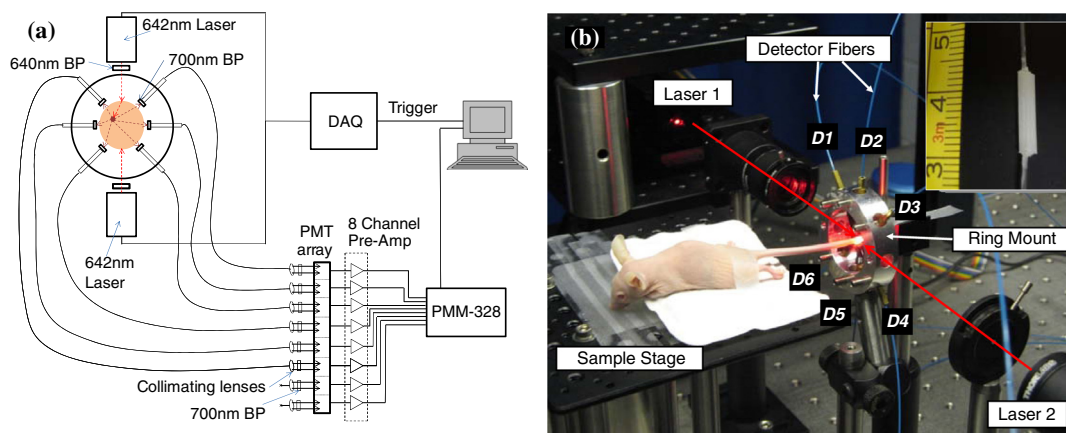 (a)
642nm Laser
640nm BP
700nm BP
DAQ
Trigger
642nm
Laser
PMT
array
8 Channel
Pre-Amp
PMM-328
Collimating lenses
700nm BP
(b)
Detector Fibers
Laser 1
D1
D2
D3
Ring Mount
D6
D5
D4
Sample Stage
Laser 2
5
4
3m
3